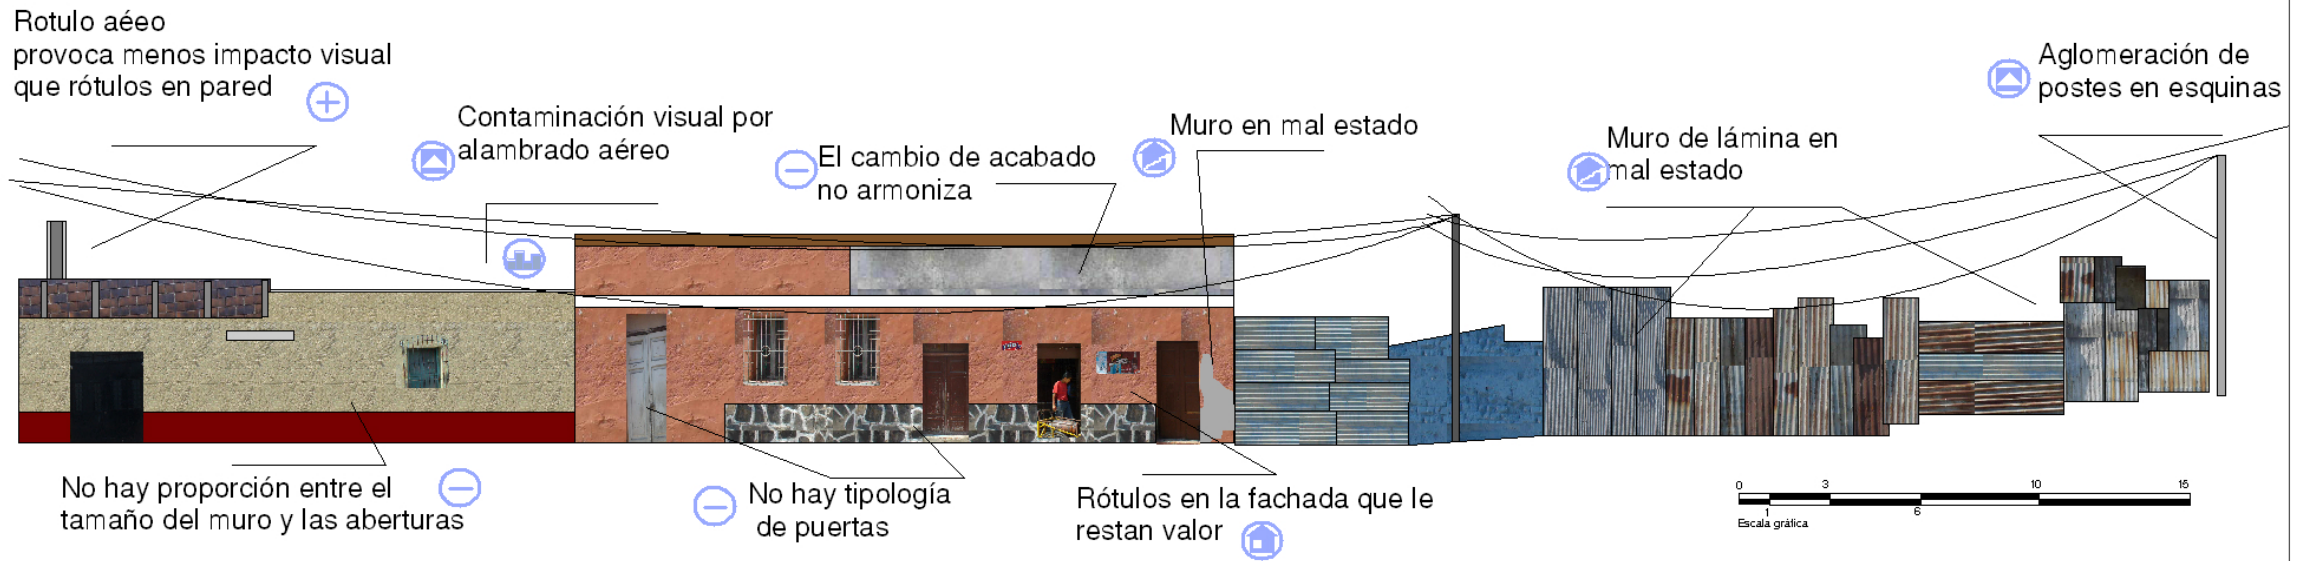 Rotulo aéeo
provoca menos impacto visual
que rótulos en pared
Contaminación visual por
alambrado aéreo
El cambio de acabado
no armoniza
Muro en mal estado
Muro de lámina en
mal estado
Aglomeración de
postes en esquinas
No hay proporción entre el
tamaño del muro y las aberturas
No hay tipología
de puertas
Rótulos en la fachada que le
restan valor
0 3 10 15
1 6
Escala gráfica